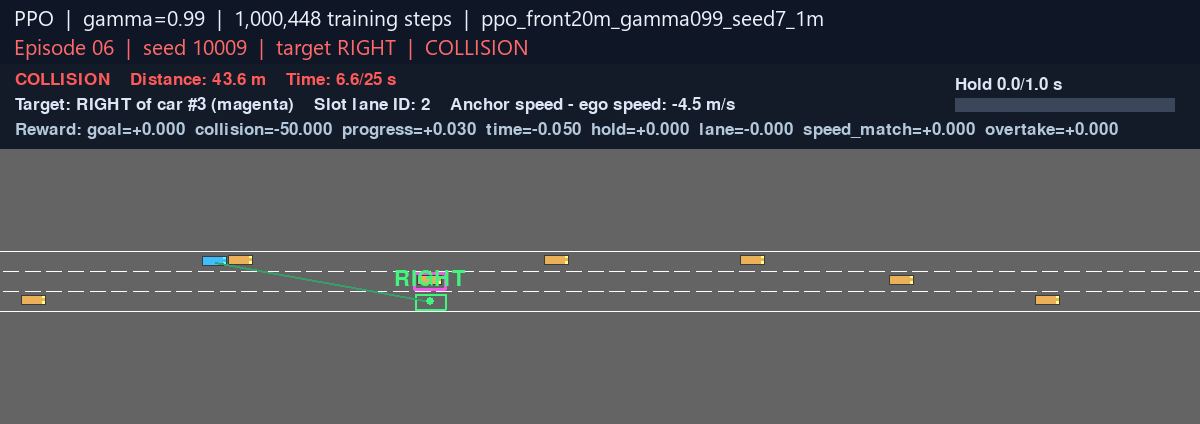 PPO | gamma=0.99 | 1,000,448 training steps | ppo_front20m_gamma099_seed7_1m
Episode 06 | seed 10009 | target RIGHT | COLLISION
COLLISION Distance: 43.6 m Time: 6.6/25 s
Target: RIGHT of car #3 (magenta) Slot lane ID: 2 Anchor speed - ego speed: -4.5 m/s
Hold 0.0/1.0 s
Reward: goal=+0.000 collision=-50.000 progress=+0.030 time=-0.050 hold=+0.000 lane=-0.000 speed_match=+0.000 overtake=+0.000
RIGHT